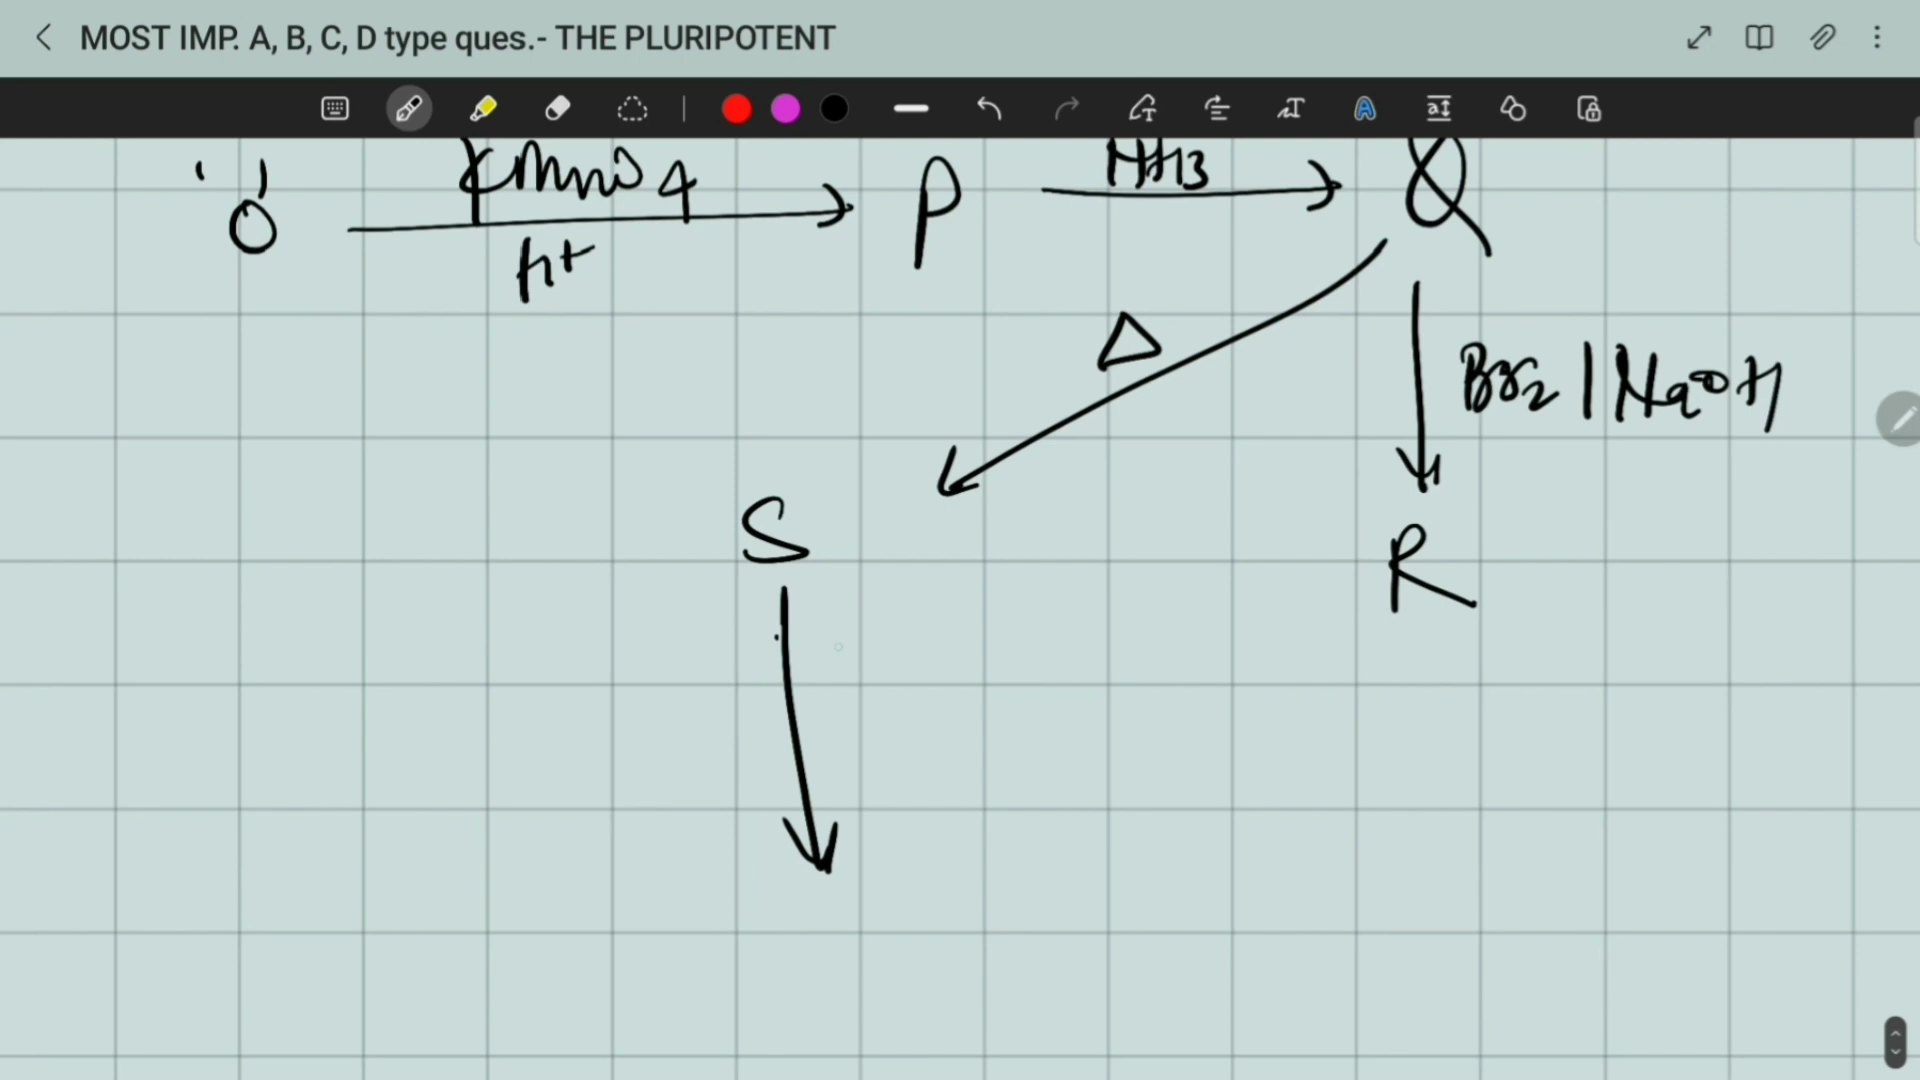 MOST IMP. A, B, C, D type ques.- THE PLURIPOTENT
'O' KMnO4 P NH3 Q
H+
Δ Br2 | NaOH
S R